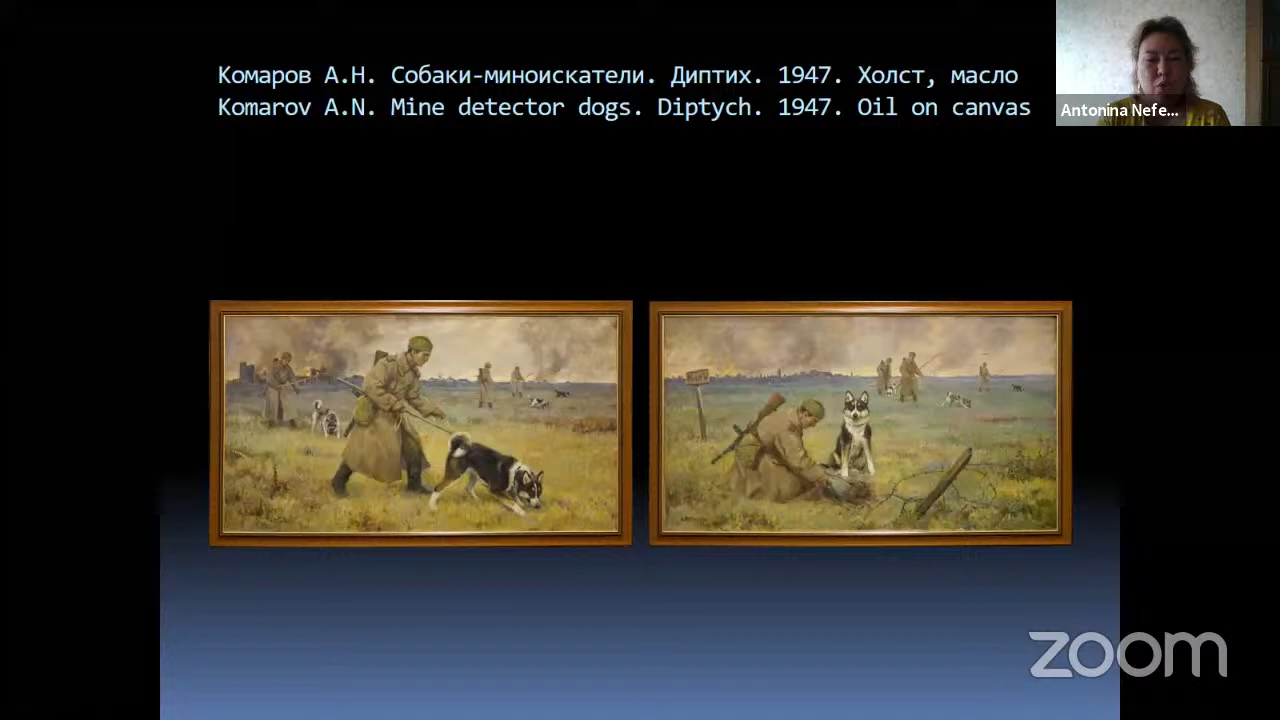 Комаров А.Н. Собаки-миноискатели. Диптих. 1947. Холст, масло
Komarov A.N. Mine detector dogs. Diptych. 1947. Oil on canvas
Antonina Nefe...
zoom